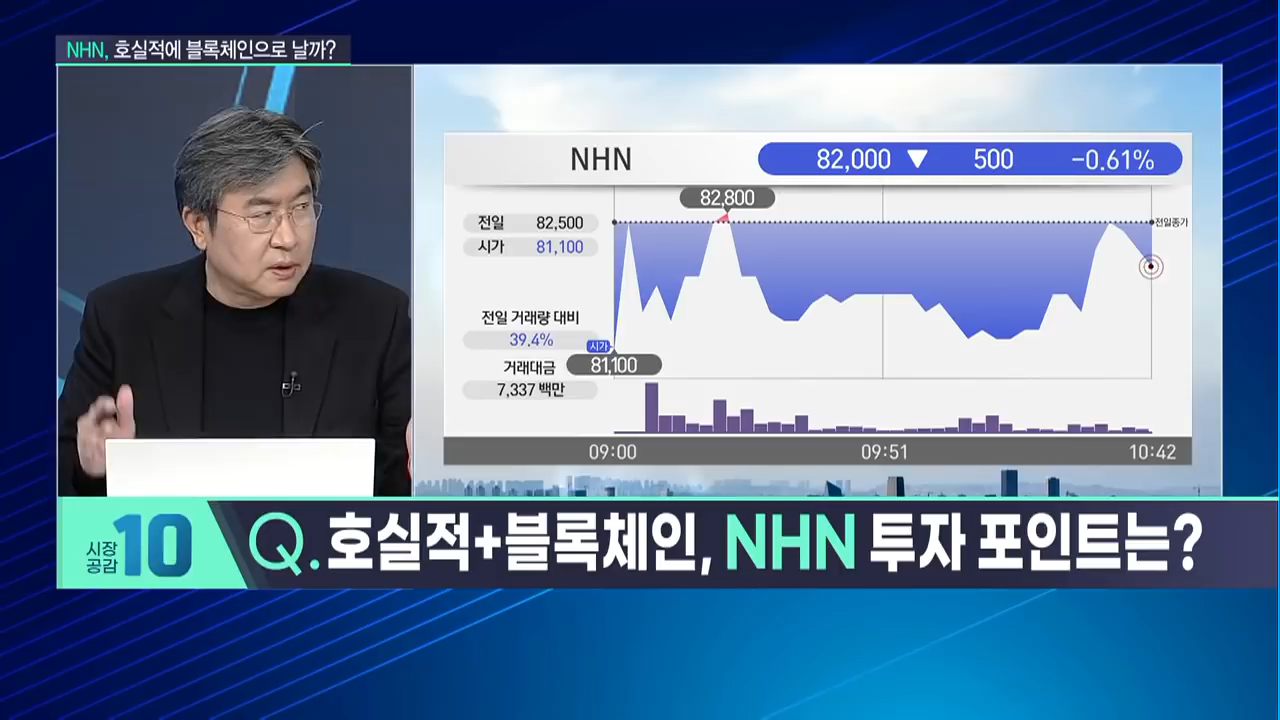 NHN, 호실적에 블록체인으로 날까?
NHN
82,000 ▼ 500 -0.61%
82,800
전일 82,500
전일종가
시가 81,100
전일 거래량 대비
39.4%
시가
81,100
거래대금
7,337 백만
09:00 09:51 10:42
시장
공감
10
Q. 호실적+블록체인, NHN 투자 포인트는?